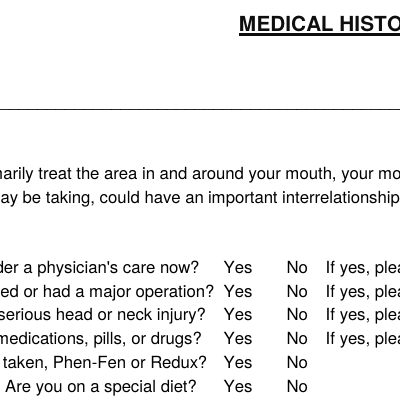 MEDICAL HISTO
arily treat the area in and around your mouth, your mo
ay be taking, could have an important interrelationship
der a physician's care now? Yes No If yes, plea
ed or had a major operation? Yes No If yes, plea
serious head or neck injury? Yes No If yes, plea
medications, pills, or drugs? Yes No If yes, plea
taken, Phen-Fen or Redux? Yes No
Are you on a special diet? Yes No